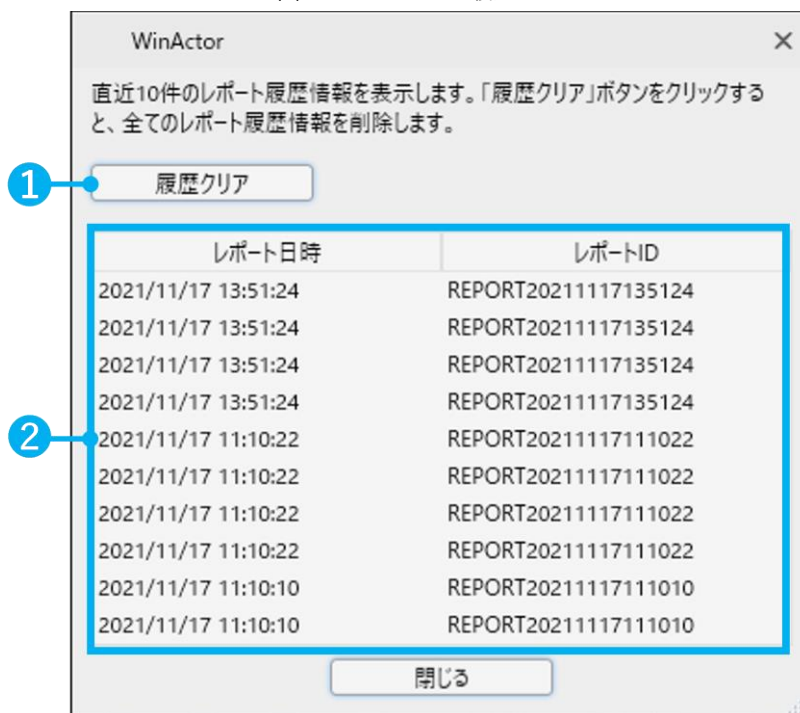 WinActor
直近10件のレポート履歴情報を表示します。「履歴クリア」ボタンをクリックする
と、全てのレポート履歴情報を削除します。
1 履歴クリア
レポート日時 レポートID
2021/11/17 13:51:24 REPORT20211117135124
2021/11/17 13:51:24 REPORT20211117135124
2021/11/17 13:51:24 REPORT20211117135124
2021/11/17 13:51:24 REPORT20211117135124
2 2021/11/17 11:10:22 REPORT20211117111022
2021/11/17 11:10:22 REPORT20211117111022
2021/11/17 11:10:22 REPORT20211117111022
2021/11/17 11:10:22 REPORT20211117111022
2021/11/17 11:10:10 REPORT20211117111010
2021/11/17 11:10:10 REPORT20211117111010
閉じる